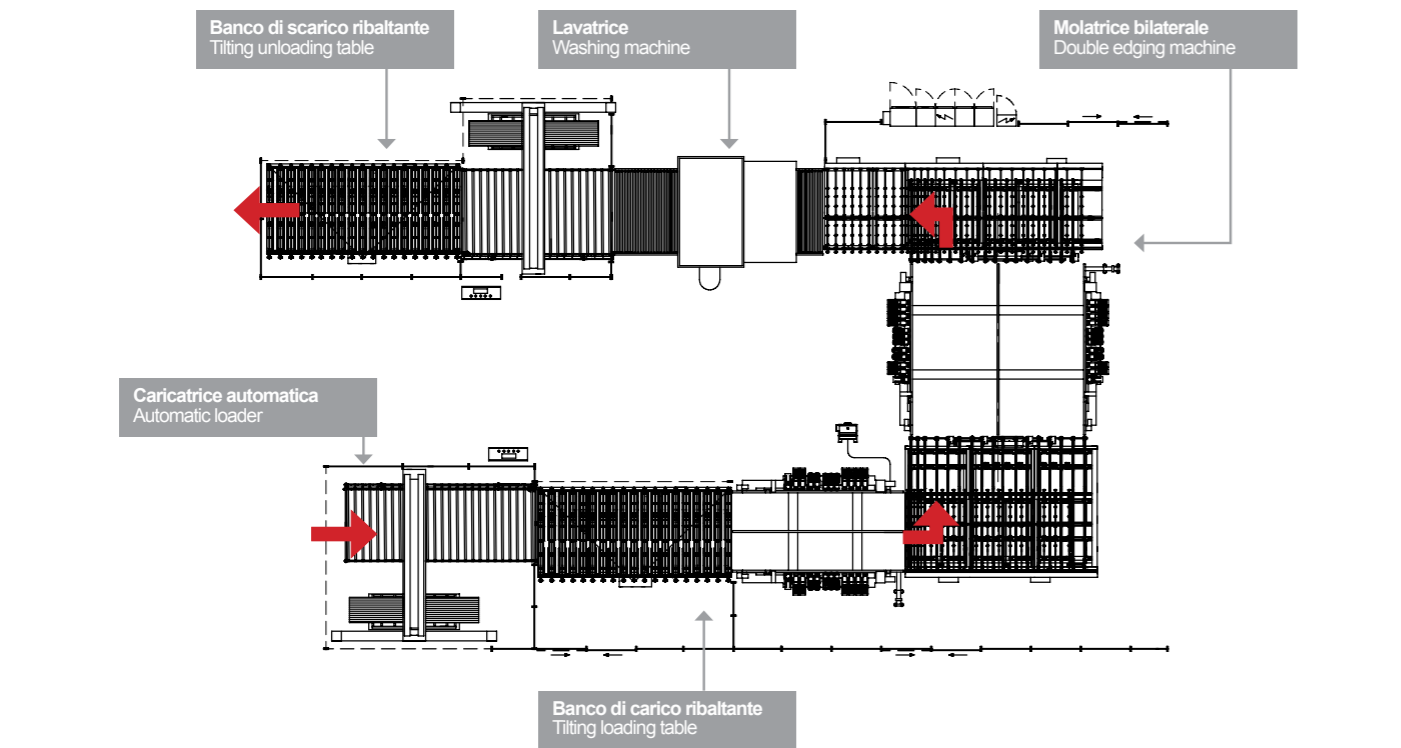 Banco di scarico ribaltante
Tilting unloading table
Lavatrice
Washing machine
Molatrice bilaterale
Double edging machine
Caricatrice automatica
Automatic loader
Banco di carico ribaltante
Tilting loading table